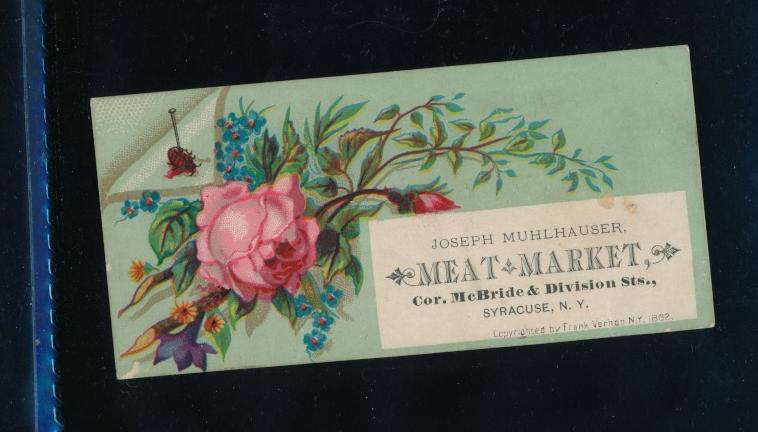 JOSEPH MUHLHAUSER,
MEAT MARKET,
Cor. McBride & Division Sts.,
SYRACUSE, N. Y.
Copyrighted by Frank Vernon N.Y. 1882.